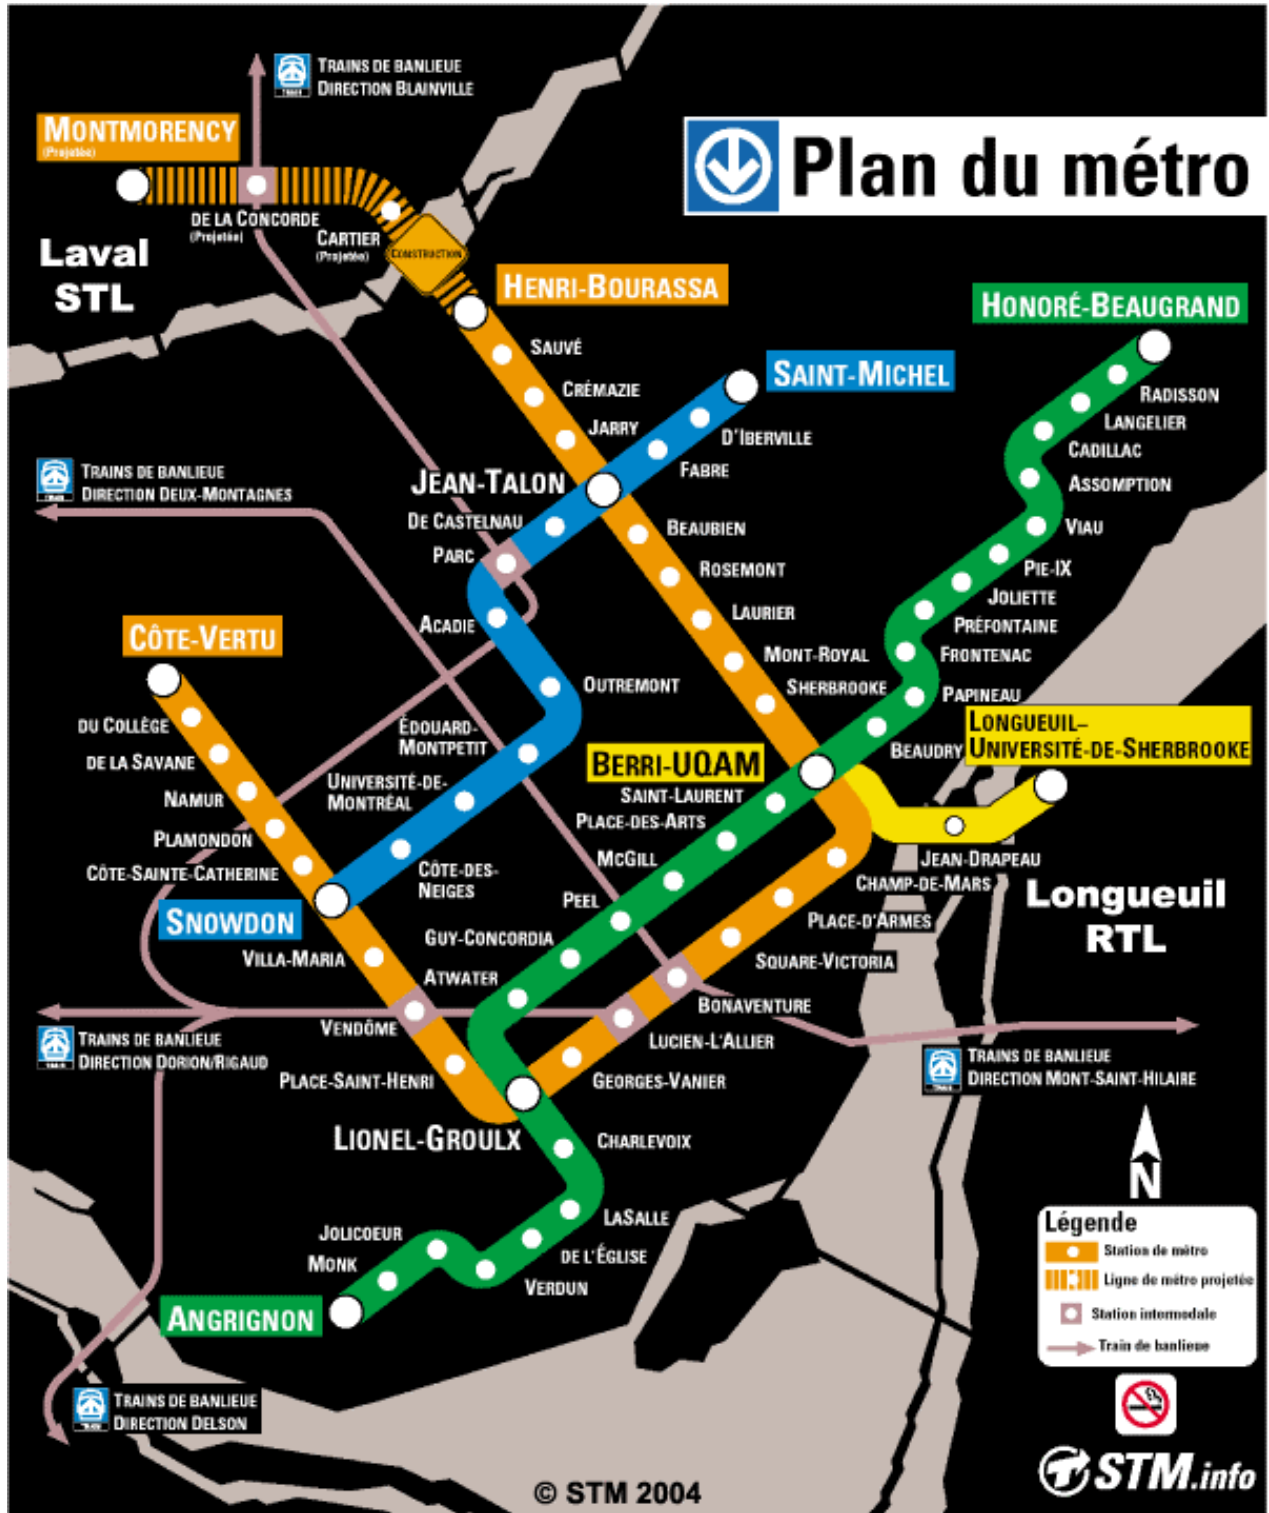 TRAINS DE BANLIEUE
DIRECTION BLAINVILLE
MONTMORENCY
(Projetée)
Plan du métro
DE LA CONCORDE
(Projetée)
CARTIER
(Projetée)
CONSTRUCTION
Laval
STL
HENRI-BOURASSA
HONORÉ-BEAUGRAND
SAUVÉ
SAINT-MICHEL
CRÉMAZIE
RADISSON
JARRY
D'IBERVILLE
LANGELIER
CADILLAC
FABRE
TRAINS DE BANLIEUE
DIRECTION DEUX-MONTAGNES
JEAN-TALON
ASSOMPTION
DE CASTELNAU
BEAUBIEN
VIAU
PARC
ROSEMONT
PIE-IX
JOLIETTE
LAURIER
ACADIE
PRÉFONTAINE
CÔTE-VERTU
MONT-ROYAL
FRONTENAC
OUTREMONT
SHERBROOKE
PAPINEAU
DU COLLÈGE
ÉDOUARD-
MONTPETIT
LONGUEUIL–
UNIVERSITÉ-DE-SHERBROOKE
BEAUDRY
DE LA SAVANE
BERRI-UQAM
UNIVERSITÉ-DE-
MONTRÉAL
NAMUR
SAINT-LAURENT
PLACE-DES-ARTS
PLAMONDON
MCGILL
JEAN-DRAPEAU
CÔTE-SAINTE-CATHERINE
CÔTE-DES-
NEIGES
CHAMP-DE-MARS
Longueuil
RTL
PEEL
SNOWDON
PLACE-D'ARMES
GUY-CONCORDIA
VILLA-MARIA
SQUARE-VICTORIA
ATWATER
BONAVENTURE
VENDÔME
LUCIEN-L'ALLIER
TRAINS DE BANLIEUE
DIRECTION DORION/RIGAUD
TRAINS DE BANLIEUE
DIRECTION MONT-SAINT-HILAIRE
PLACE-SAINT-HENRI
GEORGES-VANIER
LIONEL-GROULX
CHARLEVOIX
N
LASALLE
JOLICOEUR
DE L'ÉGLISE
MONK
VERDUN
ANGRIGNON
Légende
Station de métro
Ligne de métro projetée
Station intermodale
Train de banlieue
TRAINS DE BANLIEUE
DIRECTION DELSON
STM.info
© STM 2004